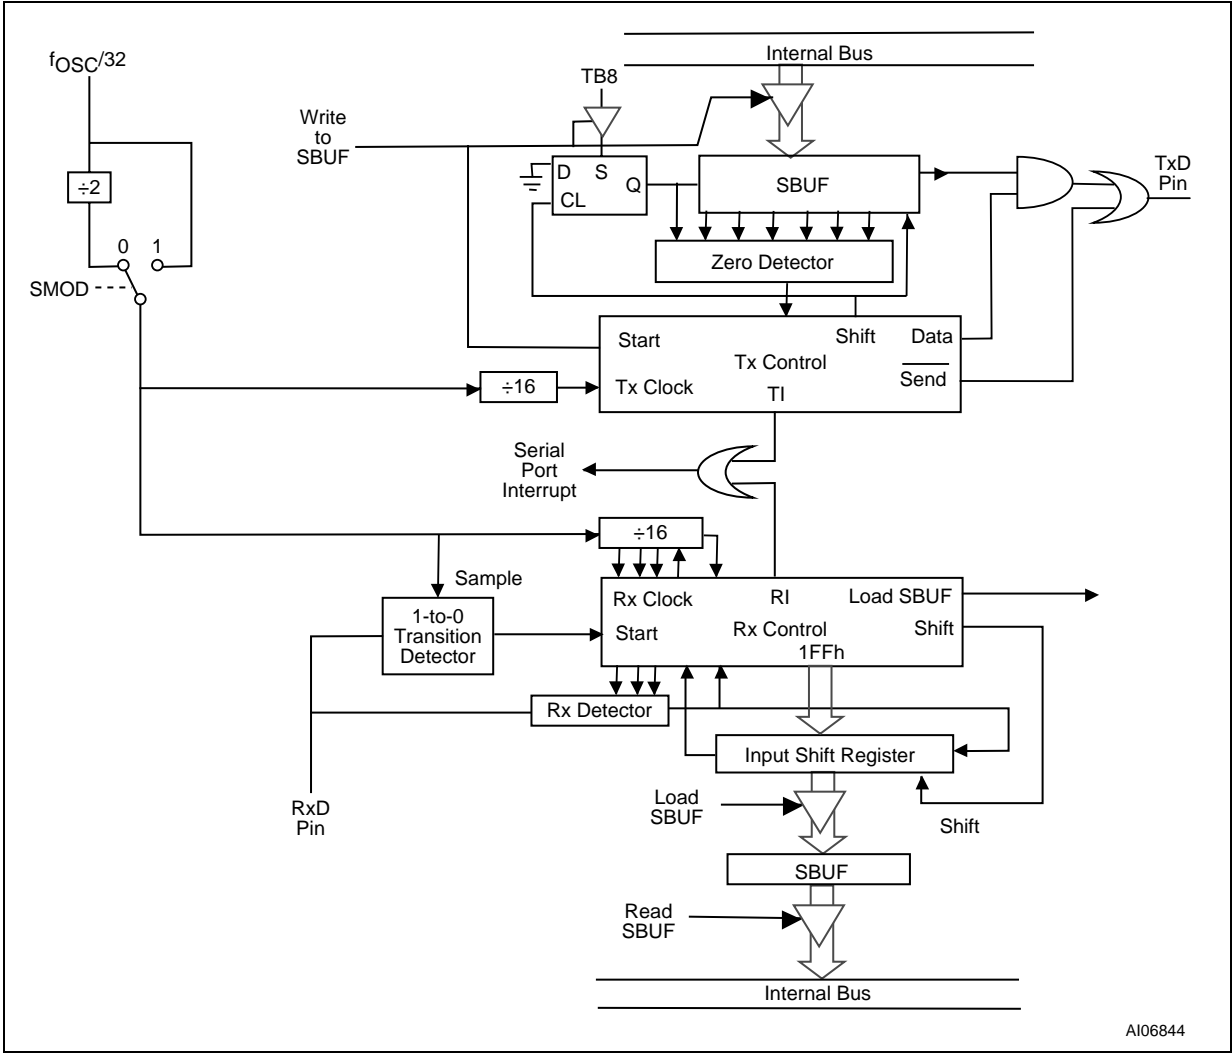 Internal Bus
fOSC/32
TB8
Write
to
SBUF
D S Q
CL
SBUF
TxD
Pin
÷2
0 1
Zero Detector
SMOD
Start
Shift
Data
Tx Control
Send
÷16
Tx Clock
TI
Serial
Port
Interrupt
÷16
Sample
Rx Clock
RI
Load SBUF
1-to-0
Transition
Detector
Start
Rx Control
Shift
1FFh
Rx Detector
Input Shift Register
RxD
Pin
Load
SBUF
Shift
SBUF
Read
SBUF
Internal Bus
AI06844